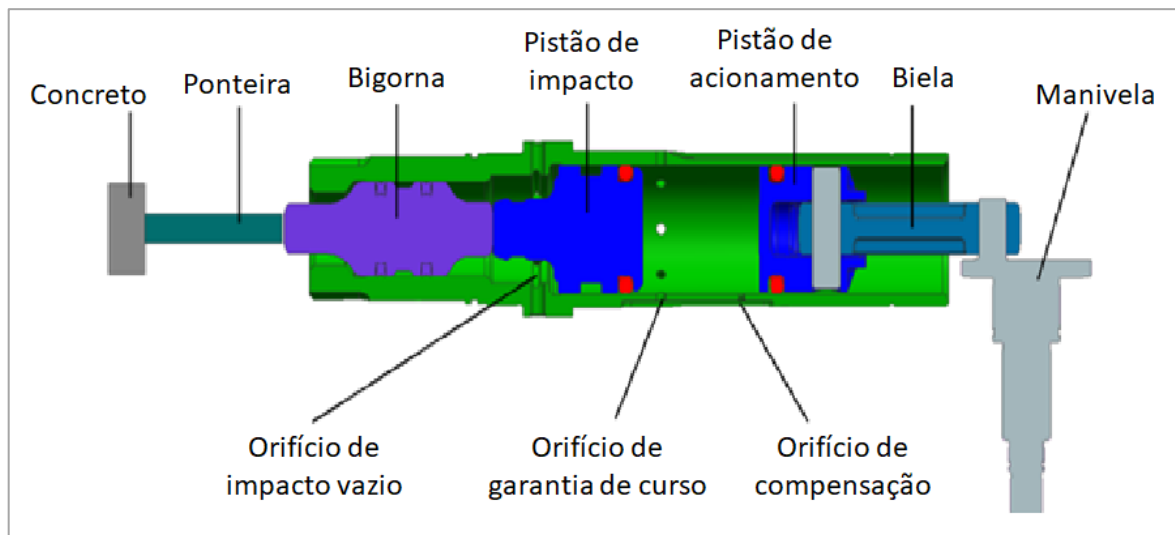 Concreto
Ponteira
Bigorna
Pistão de
impacto
Pistão de
acionamento
Biela
Manivela
Orifício de
impacto vazio
Orifício de
garantia de curso
Orifício de
compensação